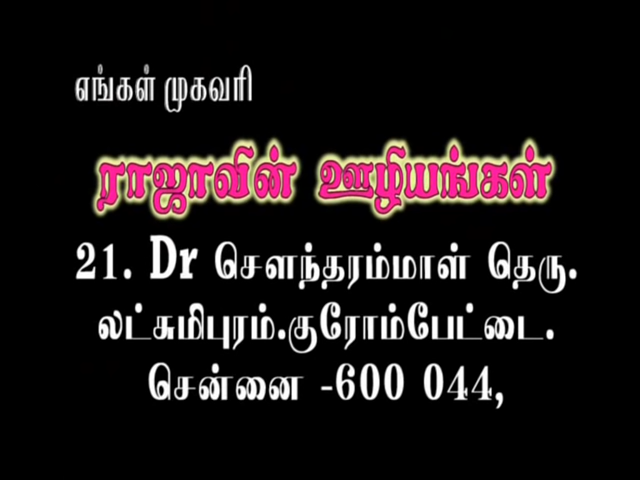 எங்கள் முகவரி
ராஜாவின் ஊழியங்கள்
21. Dr சௌந்தரம்மாள் தெரு.
லட்சுமிபுரம்.குரோம்பேட்டை.
சென்னை -600 044,